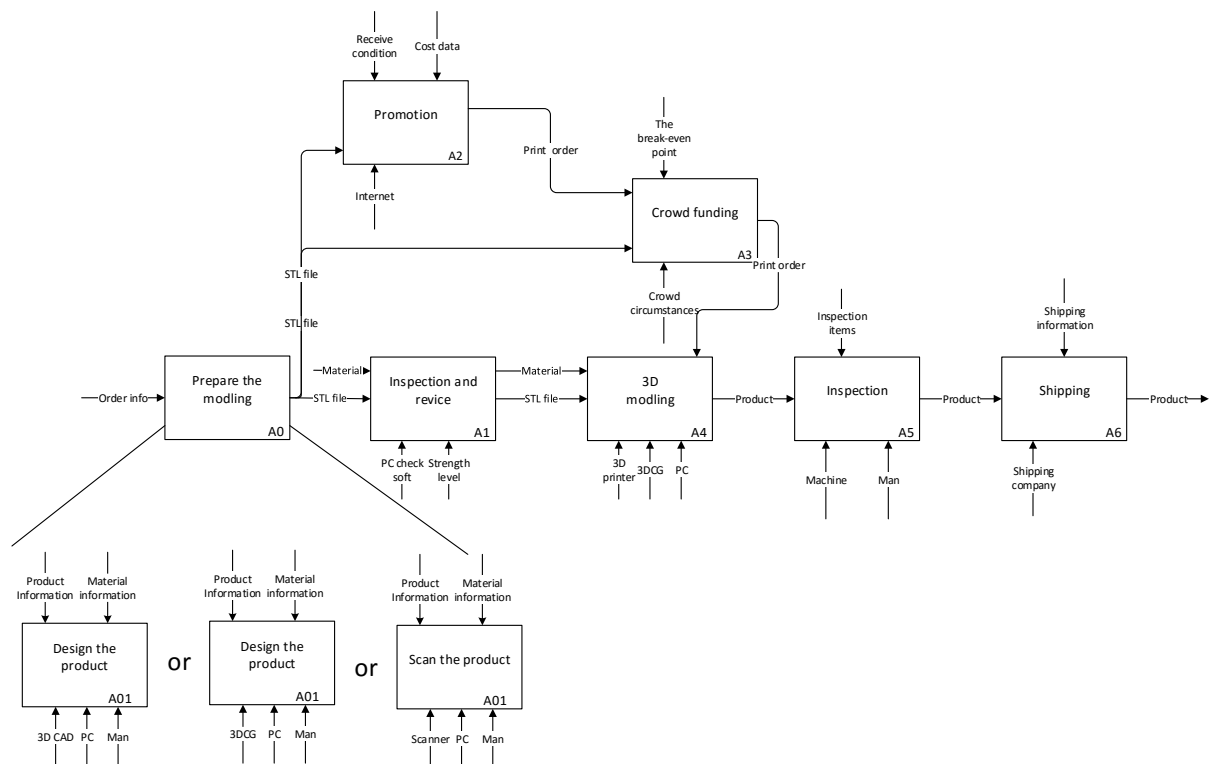 Receive
condition
Cost data
Promotion
A2
Print order
Internet
The
break-even
point
Crowd funding
A3
Print order
STL file
Crowd
circumstances
STL file
Inspection
items
Shipping
information
Order info
Prepare the
modling
A0
Material
STL file
Inspection and
revice
A1
Material
STL file
3D
modling
A4
Product
Inspection
A5
Product
Shipping
A6
Product
PC check
soft
Strength
level
3D
printer
3DCG
PC
Machine
Man
Shipping
company
Product
Information
Material
information
Product
Information
Material
information
Product
Information
Material
information
Design the
product
A01
or
Design the
product
A01
or
Scan the product
A01
3D CAD
PC
Man
3DCG
PC
Man
Scanner
PC
Man